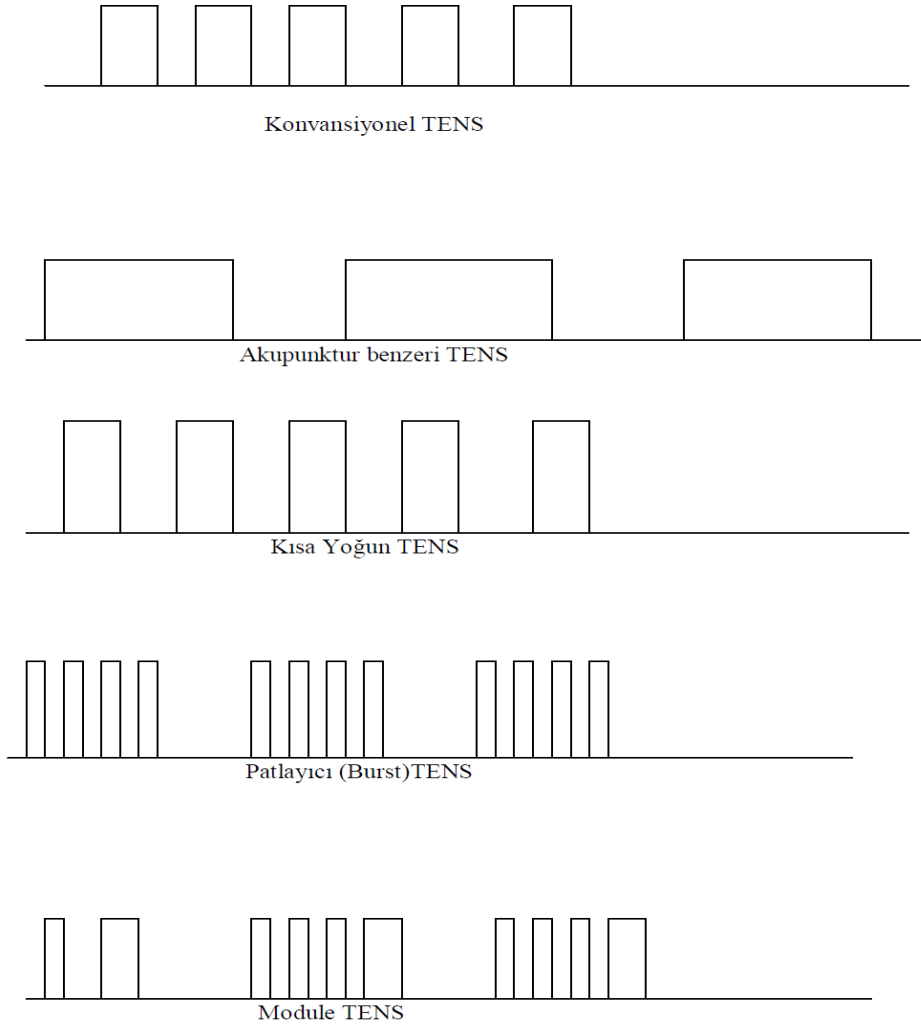 Konvansiyonel TENS
Akupunktur benzeri TENS
Kısa Yoğun TENS
Patlayıcı (Burst)TENS
Module TENS